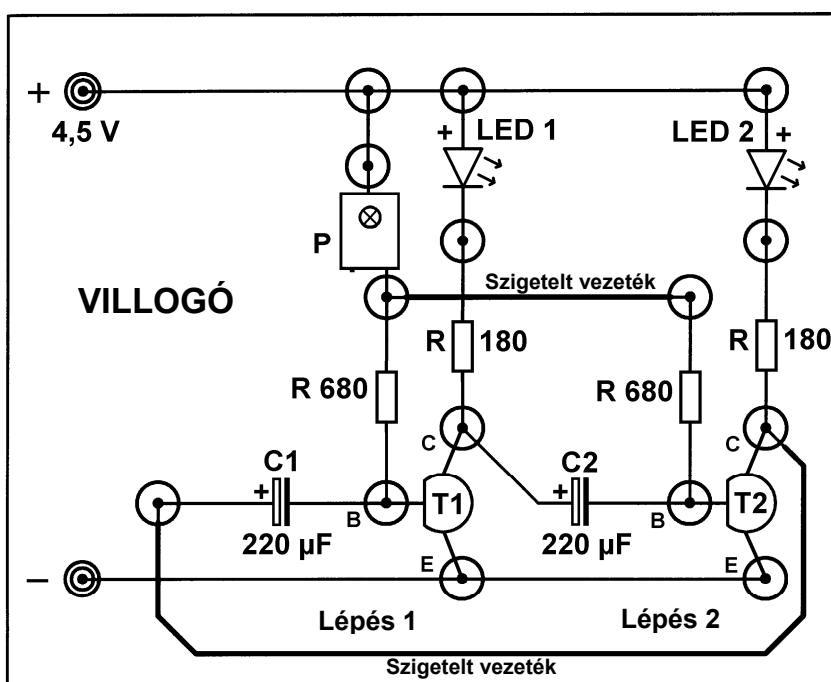 +
4,5 V
+ LED 1
LED 2 +
P
VILLOGÓ
Szigetelt vezeték
R 180
R 180
R 680
R 680
C
C
C1
C2
+
+
B
T1
B
T2
220 µF
220 µF
E
E
–
Lépés 1
Lépés 2
Szigetelt vezeték